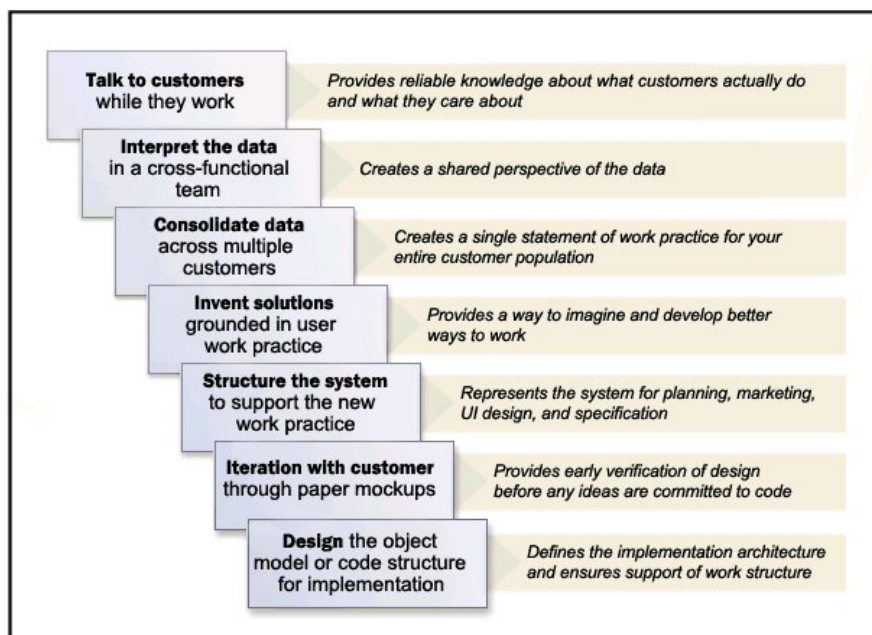 Talk to customers
while they work
Provides reliable knowledge about what customers actually do
and what they care about
Interpret the data
in a cross-functional
team
Creates a shared perspective of the data
Consolidate data
across multiple
customers
Creates a single statement of work practice for your
entire customer population
Invent solutions
grounded in user
work practice
Provides a way to imagine and develop better
ways to work
Structure the system
to support the new
work practice
Represents the system for planning, marketing,
UI design, and specification
Iteration with customer
through paper mockups
Provides early verification of design
before any ideas are committed to code
Design the object
model or code structure
for implementation
Defines the implementation architecture
and ensures support of work structure